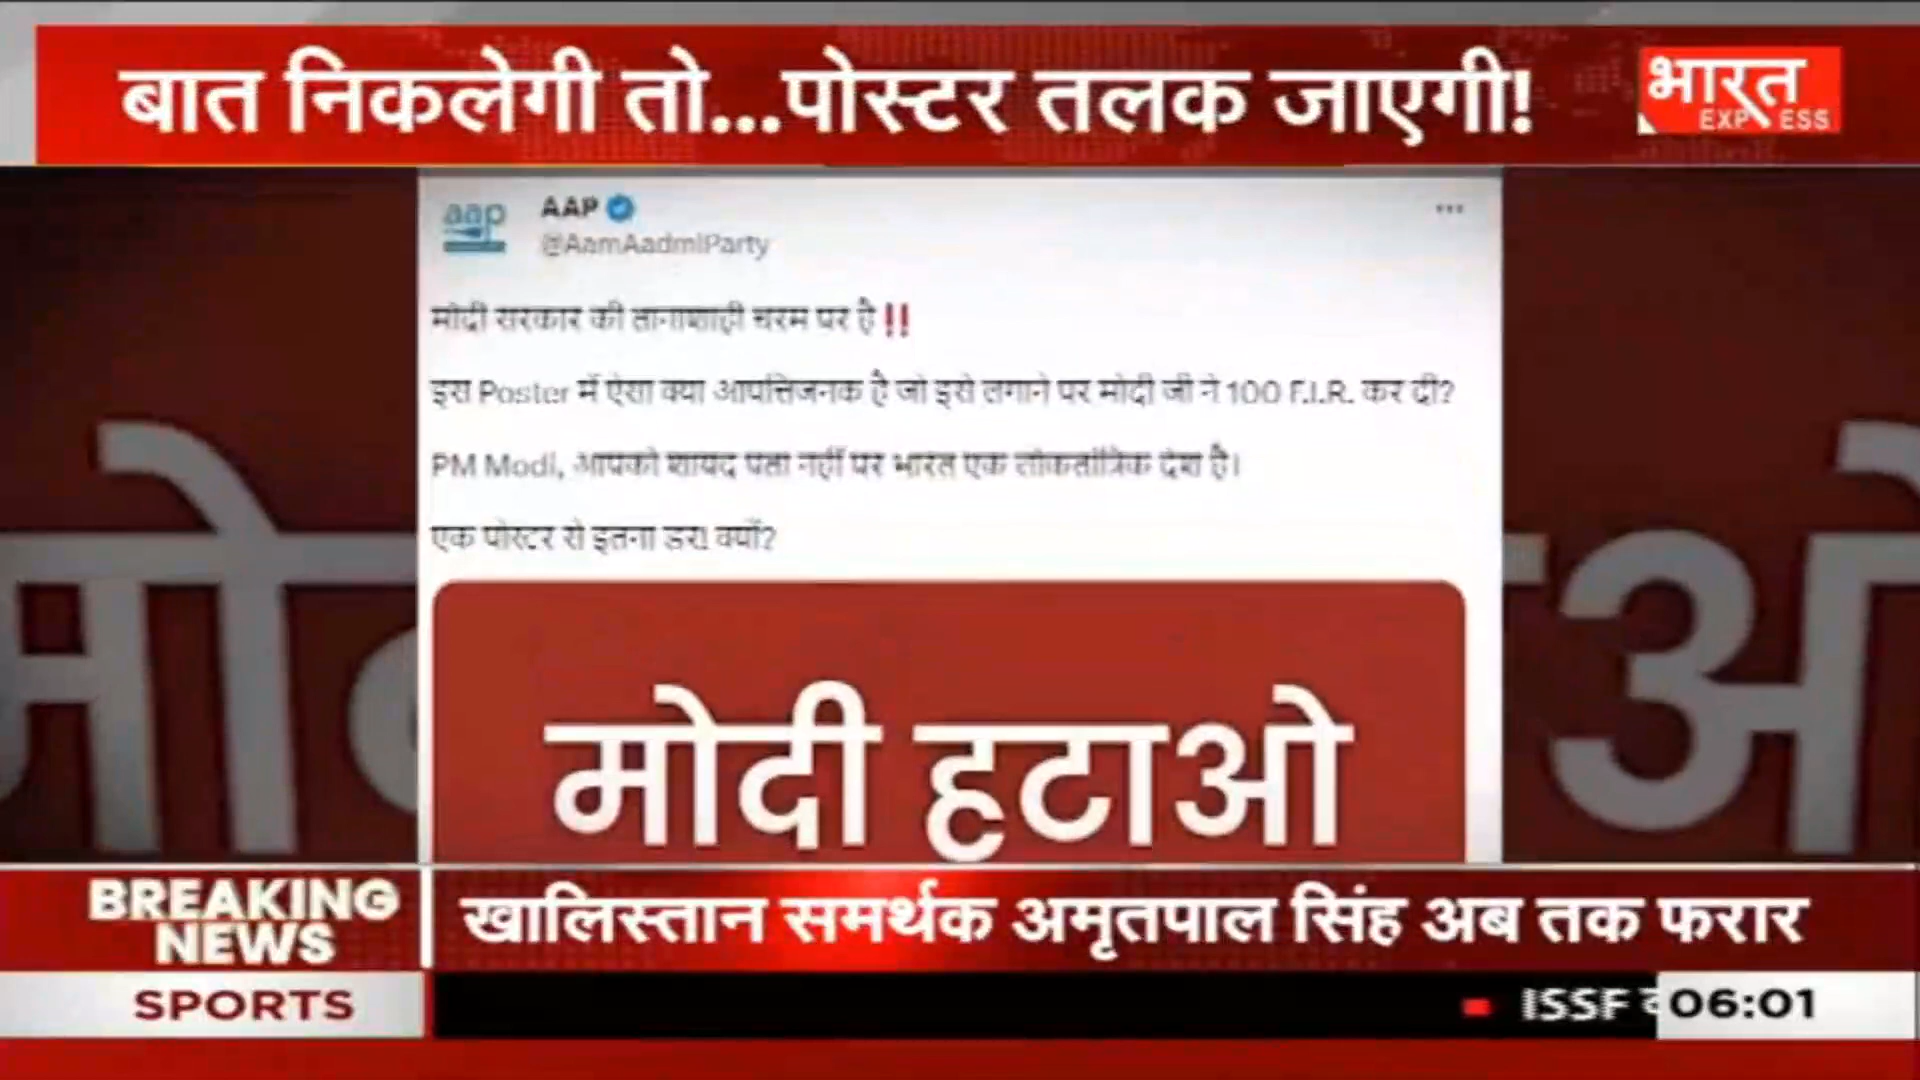 बात निकलेगी तो...पोस्टर तलक जाएगी!
भारत
EXPRESS
aap
AAP
@AamAadmiParty
मोदी सरकार की तानाशाही चरम पर है‼
इस Poster में ऐसा क्या आपत्तिजनक है जो इसे लगाने पर मोदी जी ने 100 F.I.R. कर दी?
PM Modi, आपको शायद पता नहीं पर भारत एक लोकतांत्रिक देश है।
एक पोस्टर से इतना डर! क्यों?
मोदी हटाओ
BREAKING
NEWS
खालिस्तान समर्थक अमृतपाल सिंह अब तक फरार
SPORTS
ISSF
06:01